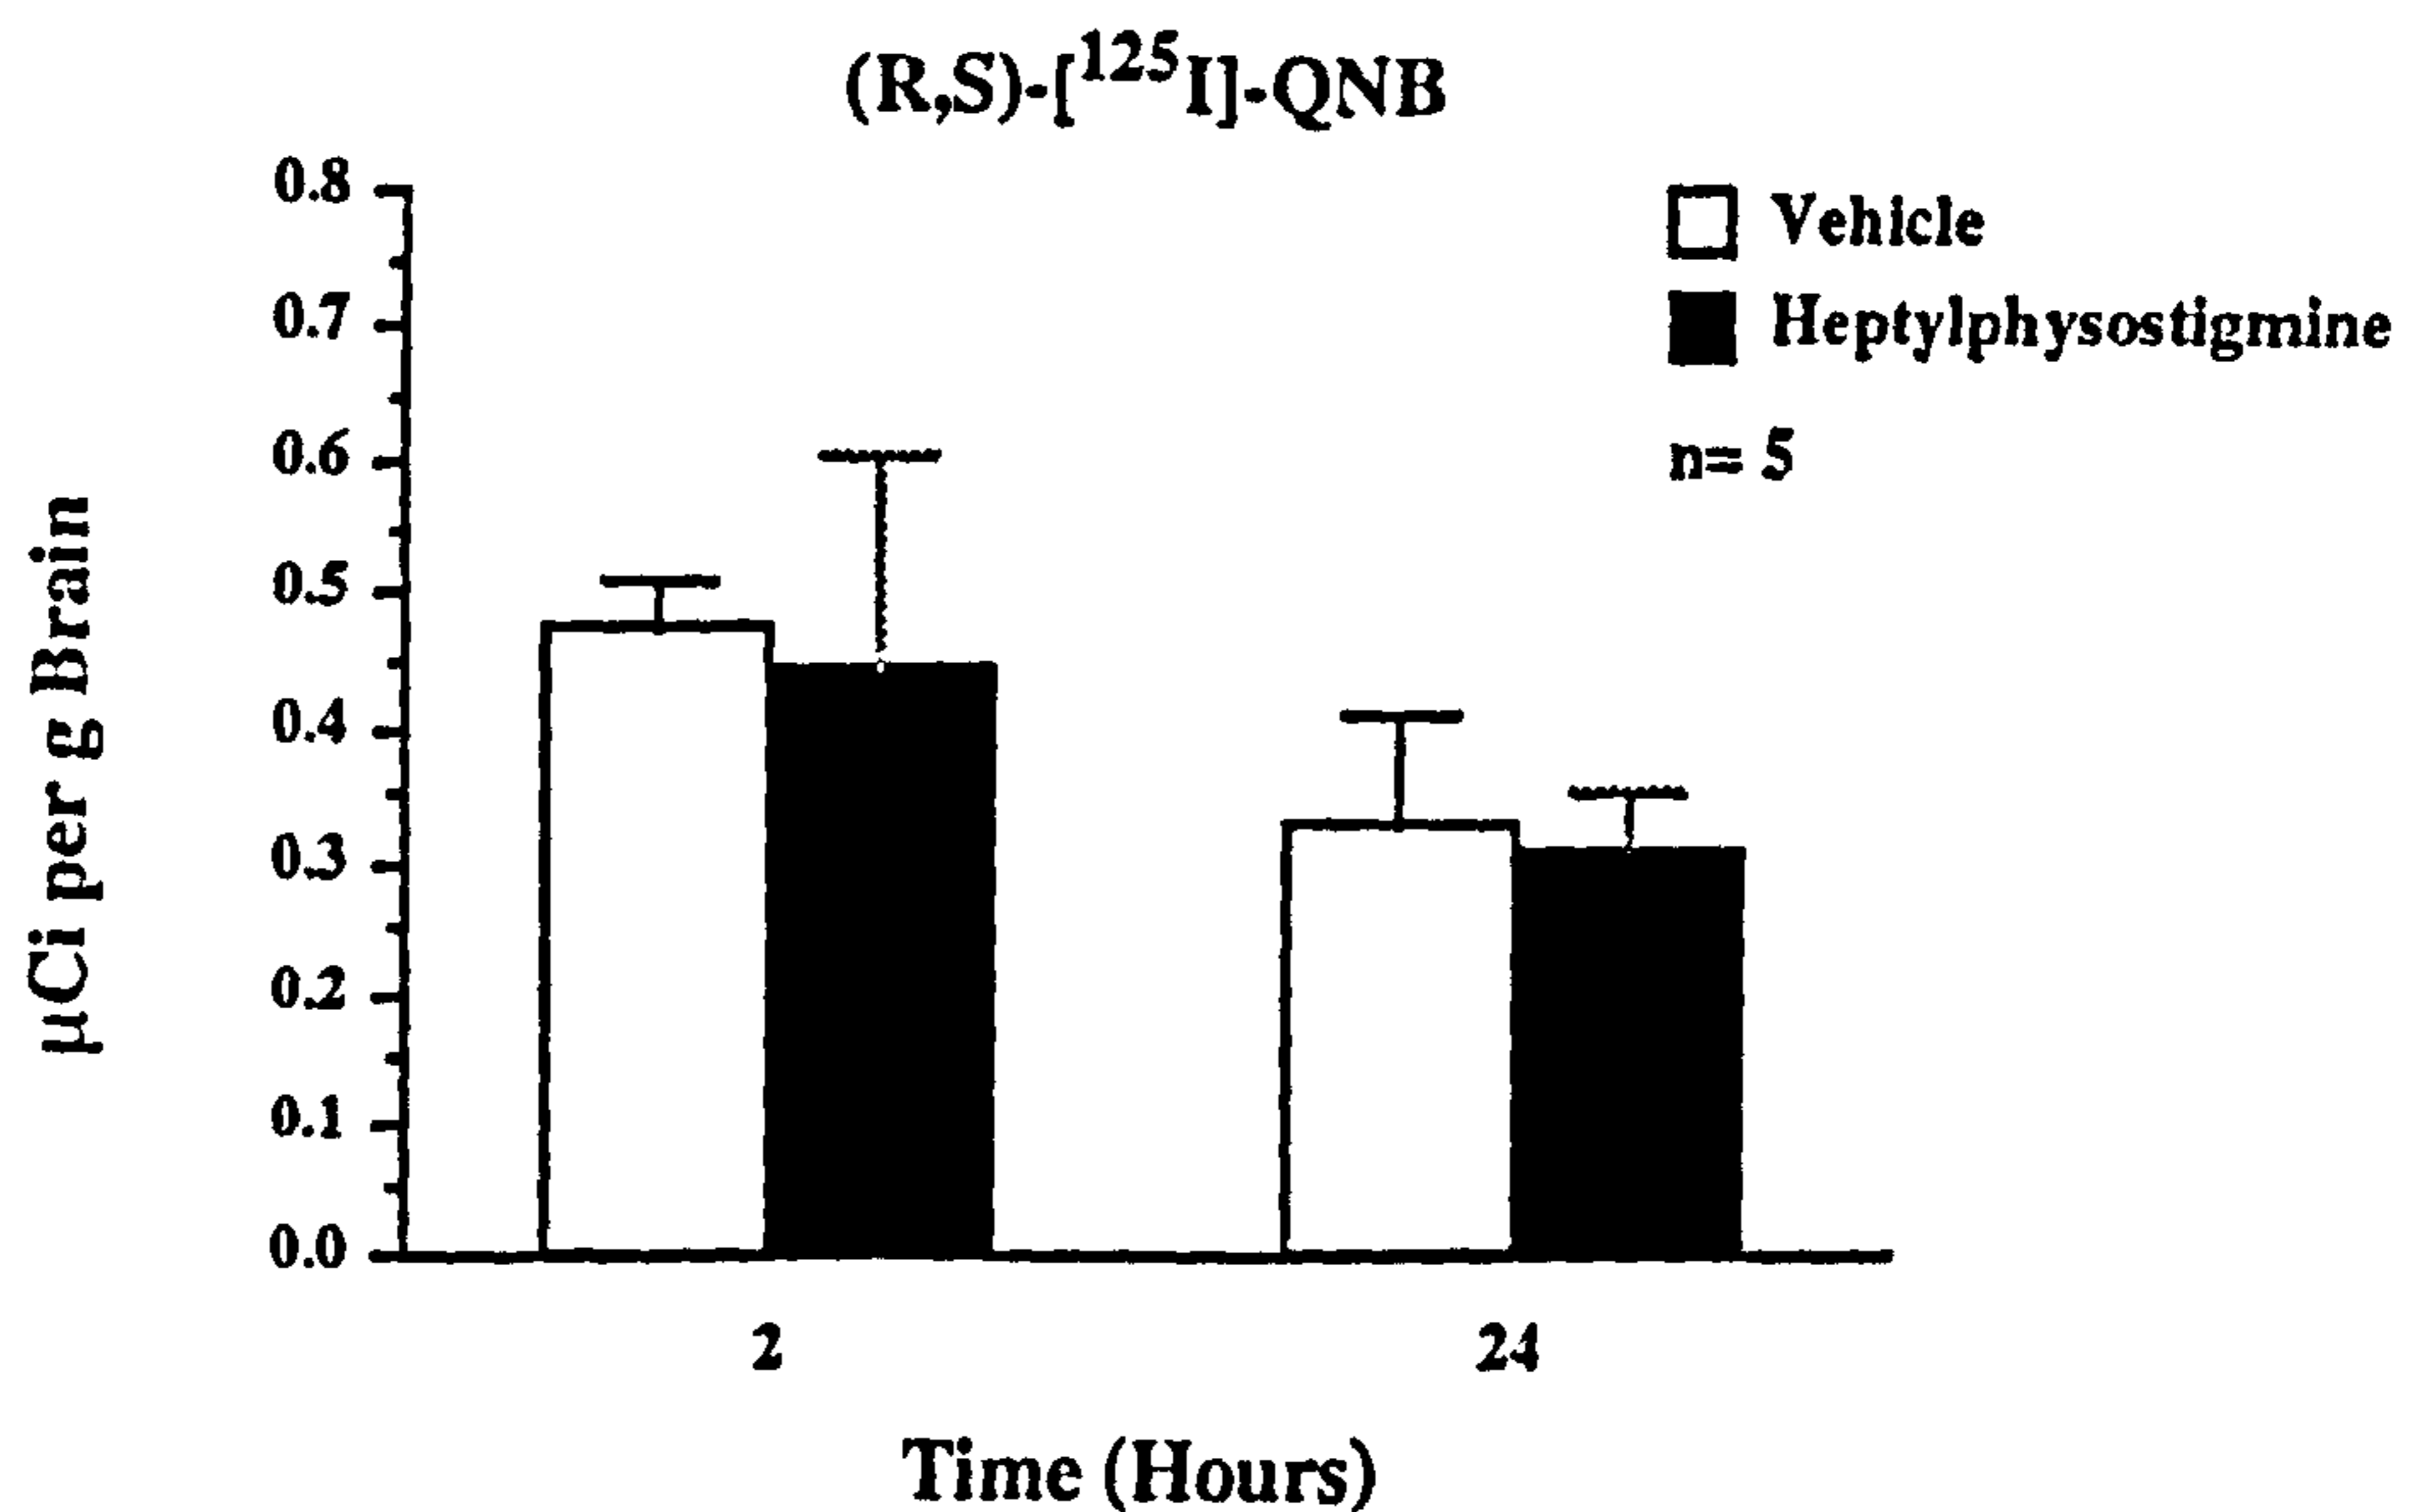 (R,S)-[¹²⁵I]-QNB
0.8
0.7
0.6
0.5
0.4
0.3
0.2
0.1
0.0
µCi per g Brain
Vehicle
Heptylphysostigmine
n= 5
2
24
Time (Hours)